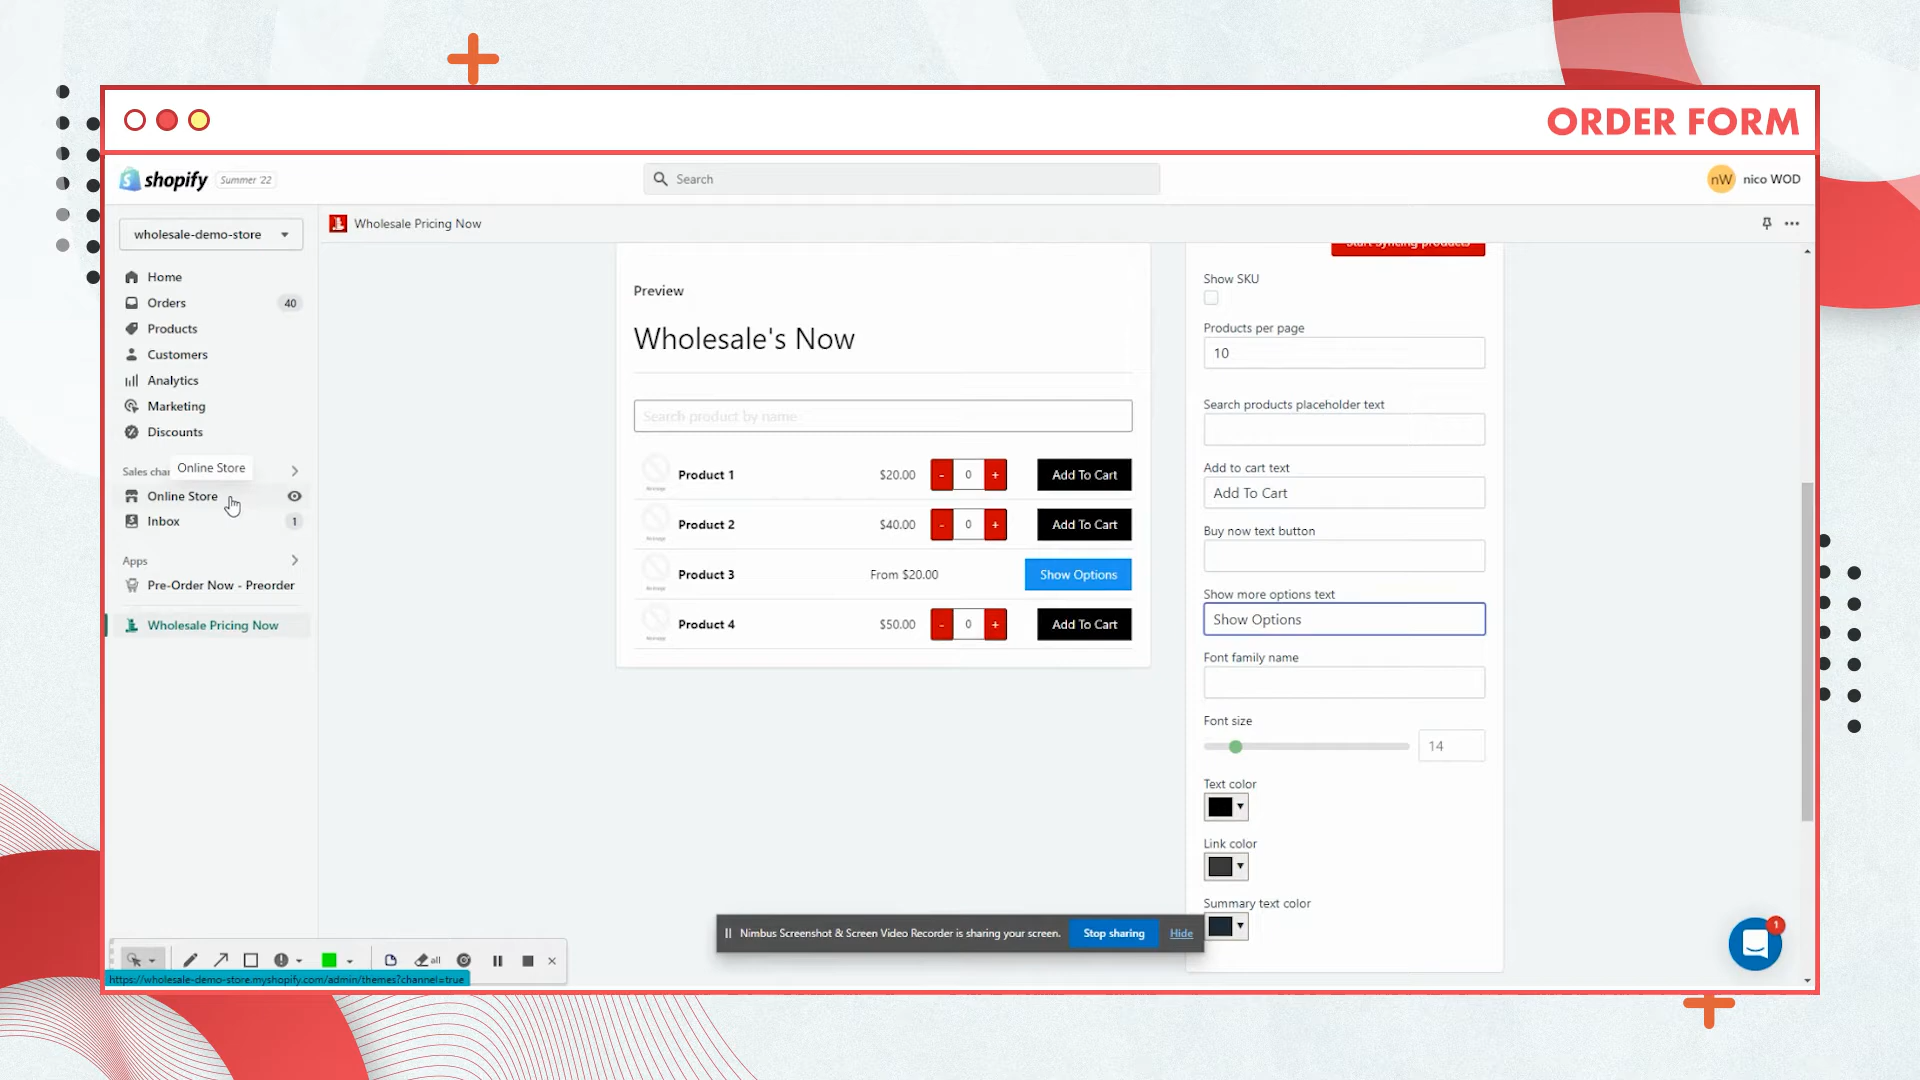 ORDER FORM
shopify
Summer '22
Search
nW
nico WOD
wholesale-demo-store
Wholesale Pricing Now
Home
Orders 40
Products
Customers
Analytics
Marketing
Discounts
Sales chan
Online Store
Online Store
Inbox 1
Apps
Pre-Order Now - Preorder
Wholesale Pricing Now
Preview
Wholesale's Now
Search product by name
Product 1 $20.00 - 0 + Add To Cart
Product 2 $40.00 - 0 + Add To Cart
Product 3 From $20.00 Show Options
Product 4 $50.00 - 0 + Add To Cart
Start syncing products
Show SKU
Products per page
10
Search products placeholder text
Add to cart text
Add To Cart
Buy now text button
Show more options text
Show Options
Font family name
Font size
14
Text color
Link color
Summary text color
Nimbus Screenshot & Screen Video Recorder is sharing your screen. Stop sharing Hide
1
all
https://wholesale-demo-store.myshopify.com/admin/themes?channel=true